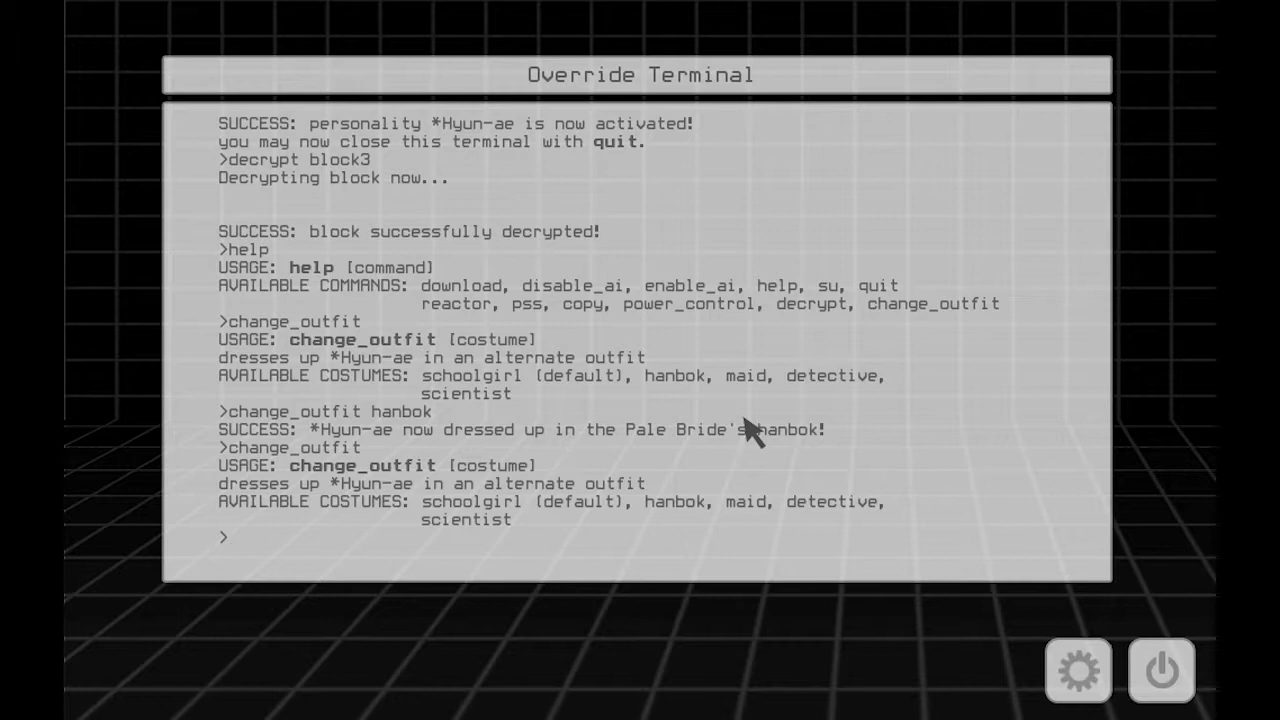 Override Terminal
SUCCESS: personality *Hyun-ae is now activated!
you may now close this terminal with quit.
>decrypt block3
Decrypting block now...
SUCCESS: block successfully decrypted!
>help
USAGE: help [command]
AVAILABLE COMMANDS: download, disable_ai, enable_ai, help, su, quit
reactor, pss, copy, power_control, decrypt, change_outfit
>change_outfit
USAGE: change_outfit [costume]
dresses up *Hyun-ae in an alternate outfit
AVAILABLE COSTUMES: schoolgirl (default), hanbok, maid, detective,
scientist
>change_outfit hanbok
SUCCESS: *Hyun-ae now dressed up in the Pale Bride's hanbok!
>change_outfit
USAGE: change_outfit [costume]
dresses up *Hyun-ae in an alternate outfit
AVAILABLE COSTUMES: schoolgirl (default), hanbok, maid, detective,
scientist
>